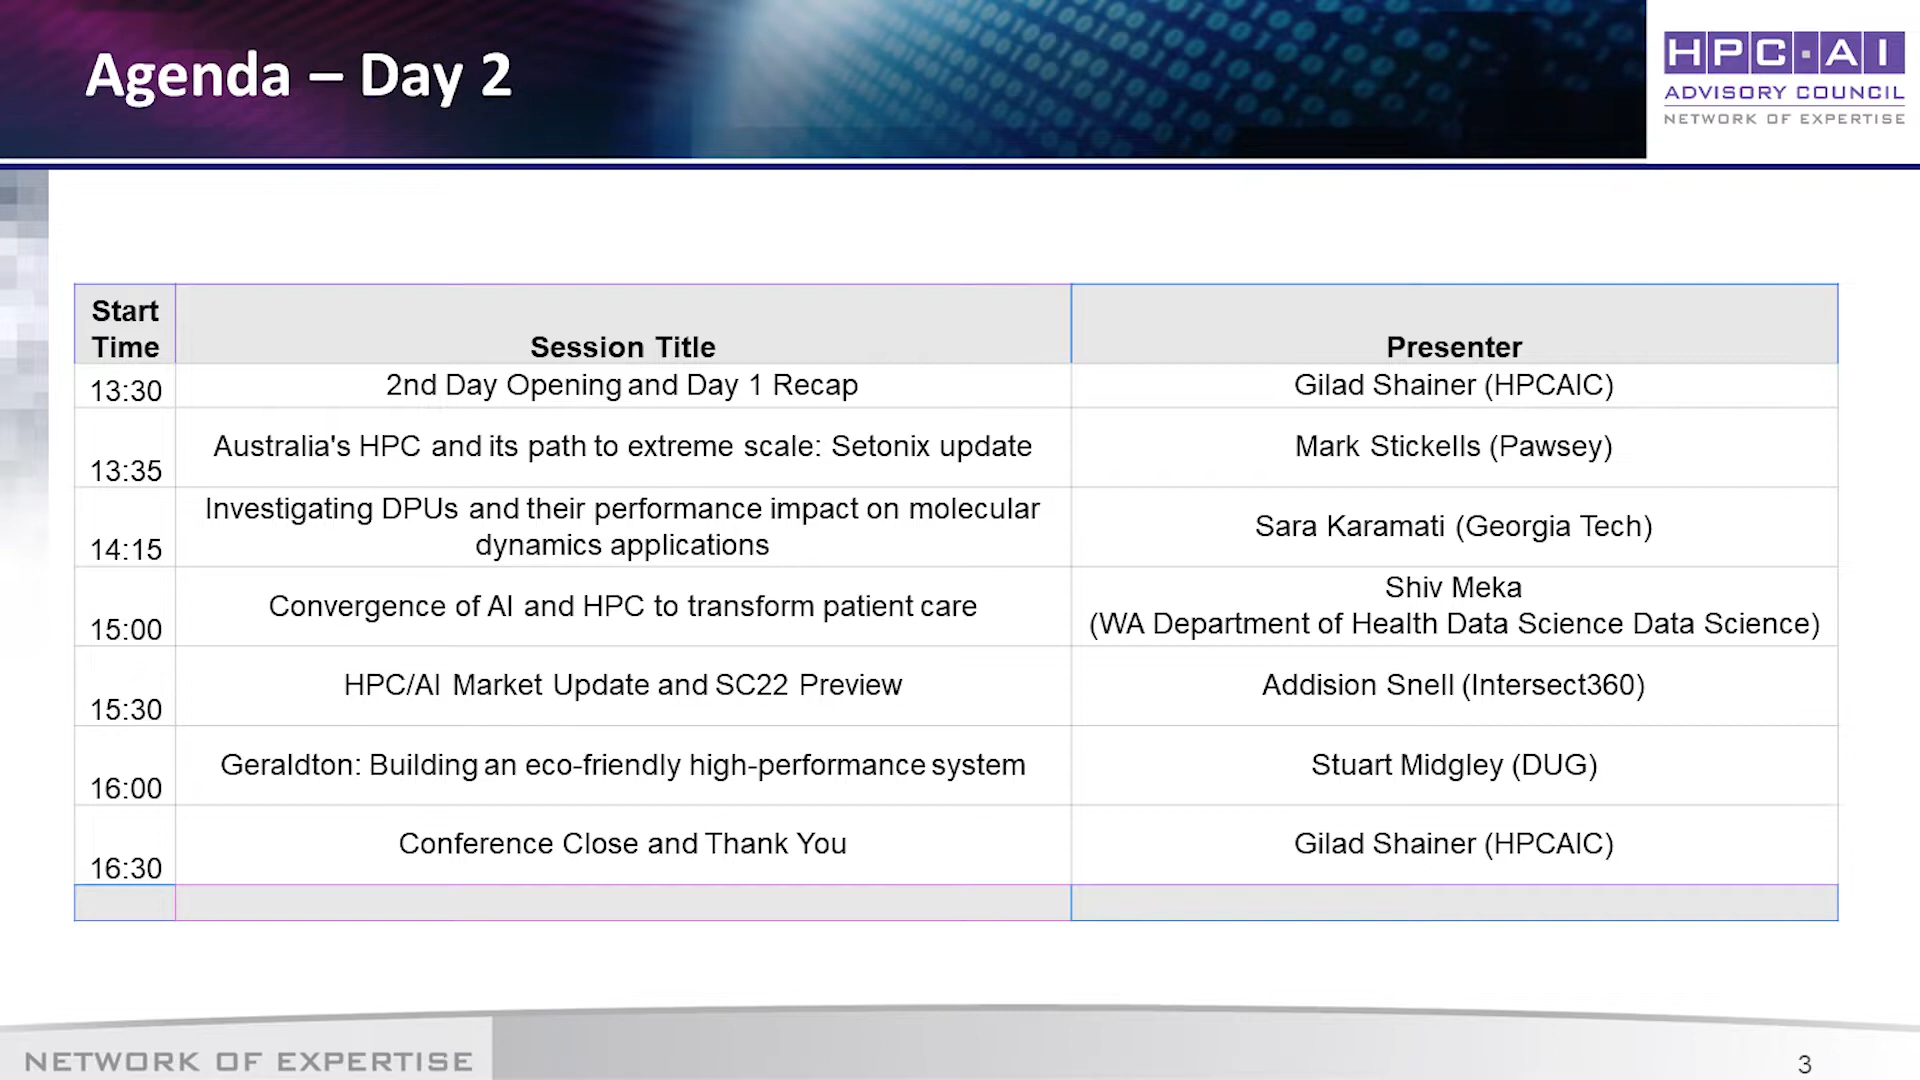 Agenda – Day 2
HPC·AI
ADVISORY COUNCIL
NETWORK OF EXPERTISE
Start
Time
Session Title
Presenter
13:30
2nd Day Opening and Day 1 Recap
Gilad Shainer (HPCAIC)
13:35
Australia's HPC and its path to extreme scale: Setonix update
Mark Stickells (Pawsey)
14:15
Investigating DPUs and their performance impact on molecular
dynamics applications
Sara Karamati (Georgia Tech)
15:00
Convergence of AI and HPC to transform patient care
Shiv Meka
(WA Department of Health Data Science Data Science)
15:30
HPC/AI Market Update and SC22 Preview
Addision Snell (Intersect360)
16:00
Geraldton: Building an eco-friendly high-performance system
Stuart Midgley (DUG)
16:30
Conference Close and Thank You
Gilad Shainer (HPCAIC)
NETWORK OF EXPERTISE
3